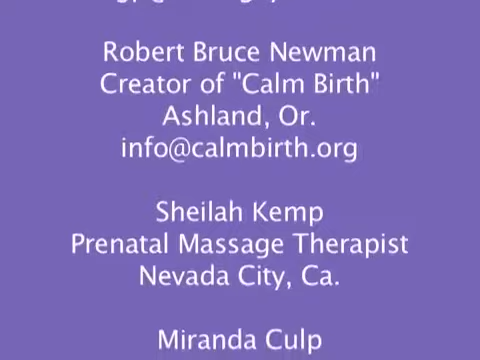 Robert Bruce Newman
Creator of "Calm Birth"
Ashland, Or.
info@calmbirth.org
Sheilah Kemp
Prenatal Massage Therapist
Nevada City, Ca.
Miranda Culp